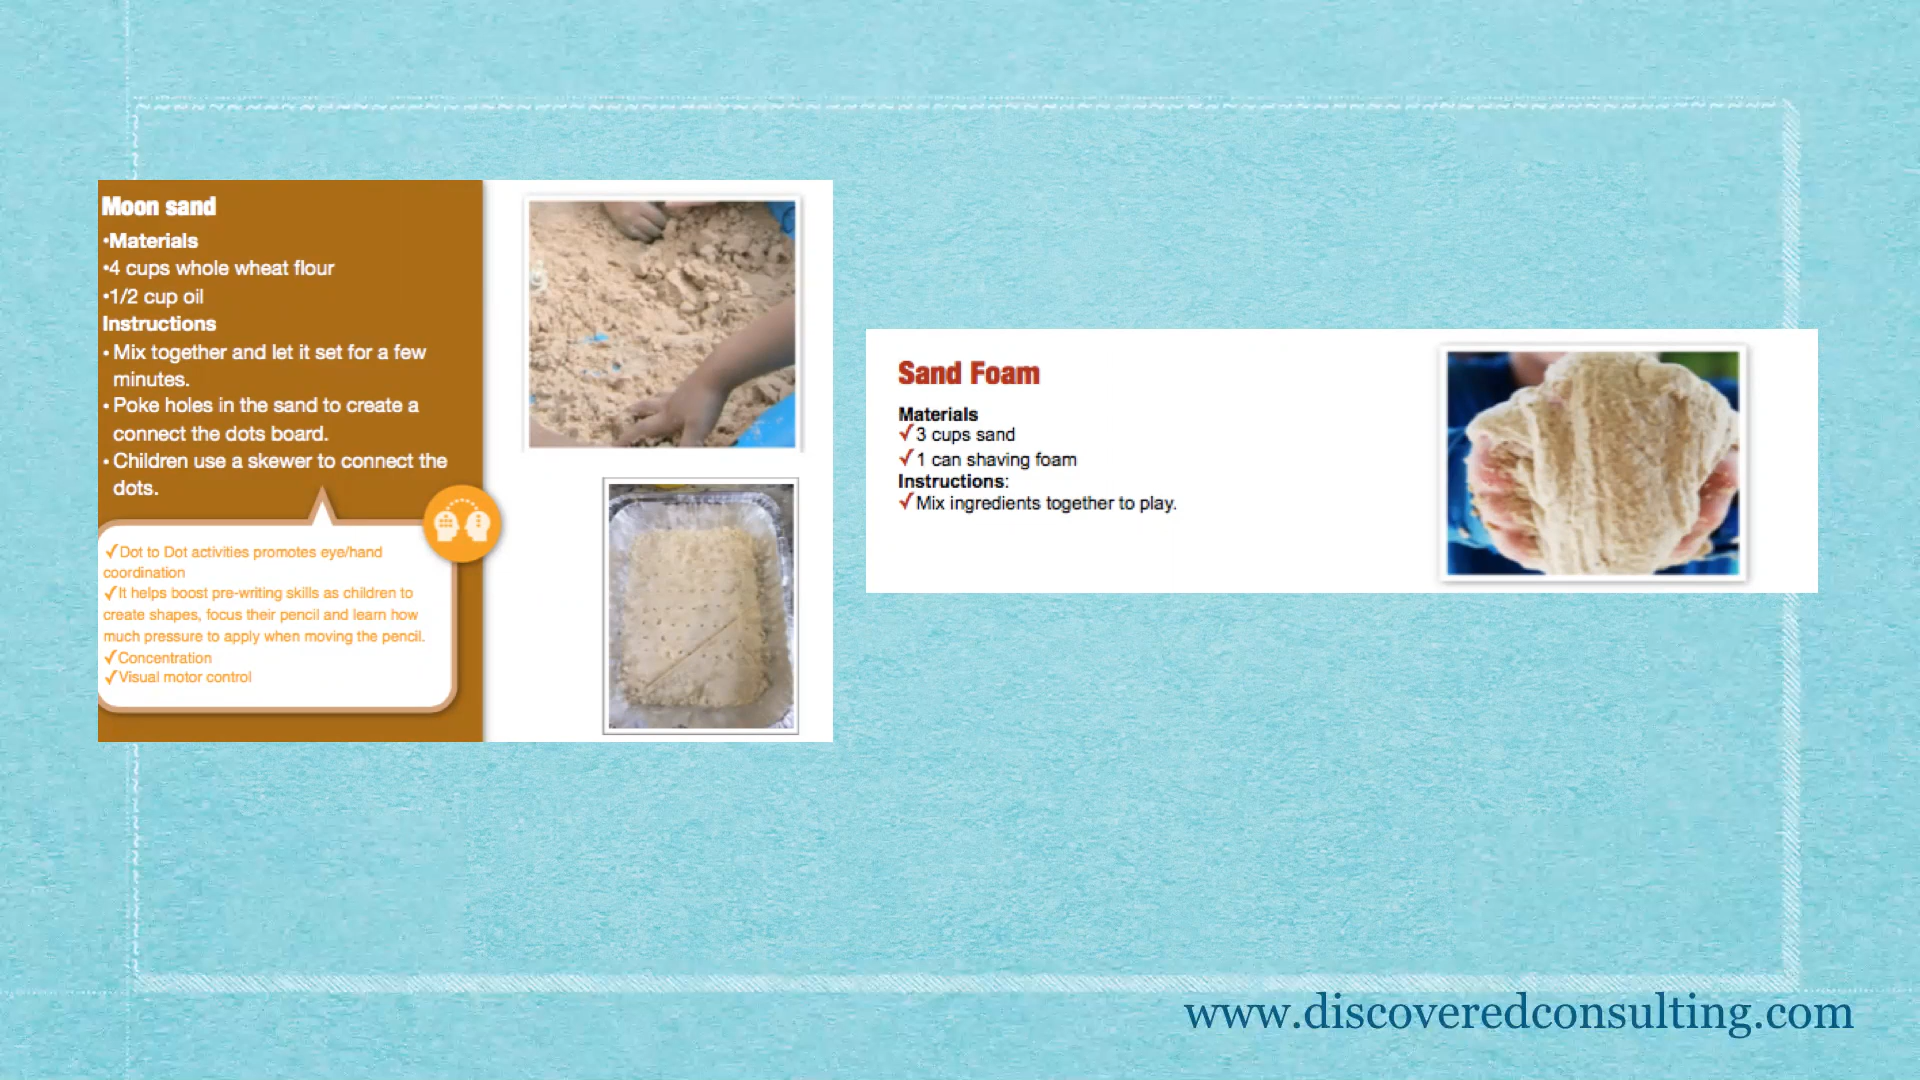 Moon sand
•Materials
•4 cups whole wheat flour
•1/2 cup oil
Instructions
• Mix together and let it set for a few
minutes.
• Poke holes in the sand to create a
connect the dots board.
• Children use a skewer to connect the
dots.
✓Dot to Dot activities promotes eye/hand
coordination
✓It helps boost pre-writing skills as children to
create shapes, focus their pencil and learn how
much pressure to apply when moving the pencil.
✓Concentration
✓Visual motor control
Sand Foam
Materials
✓3 cups sand
✓1 can shaving foam
Instructions:
✓Mix ingredients together to play.
www.discoveredconsulting.com